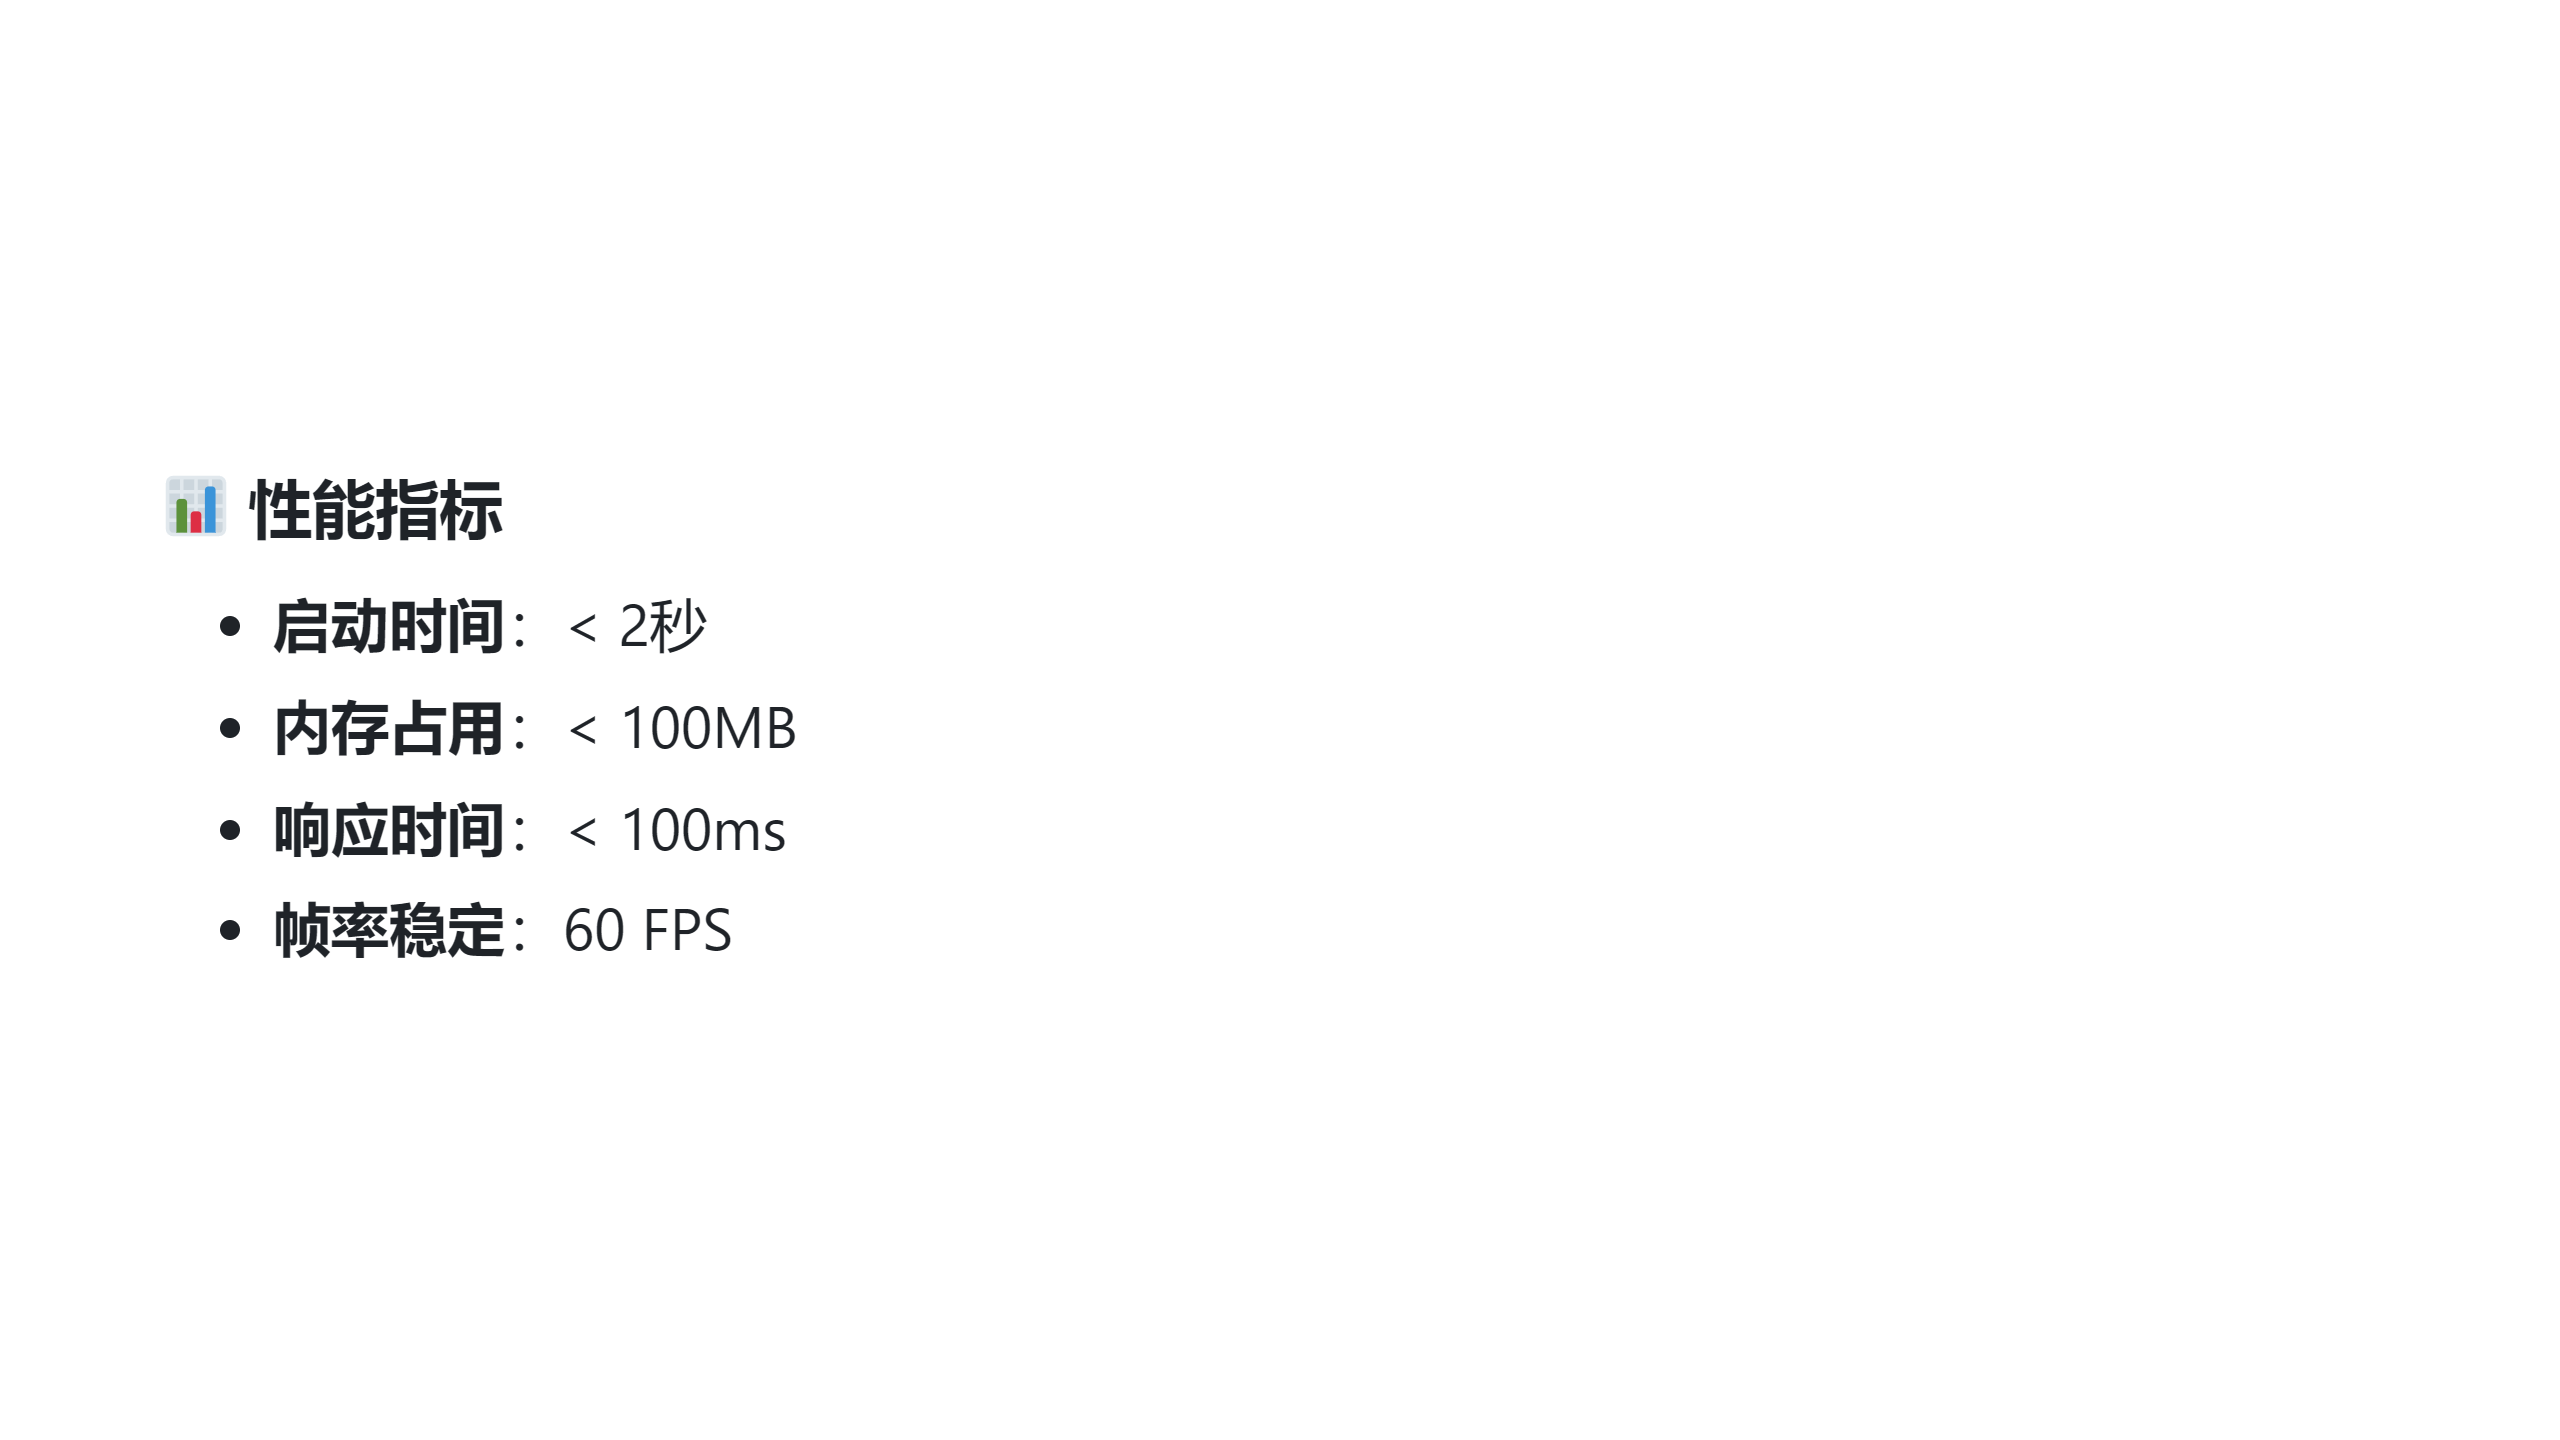 📊 性能指标
• 启动时间：< 2秒
• 内存占用：< 100MB
• 响应时间：< 100ms
• 帧率稳定：60 FPS